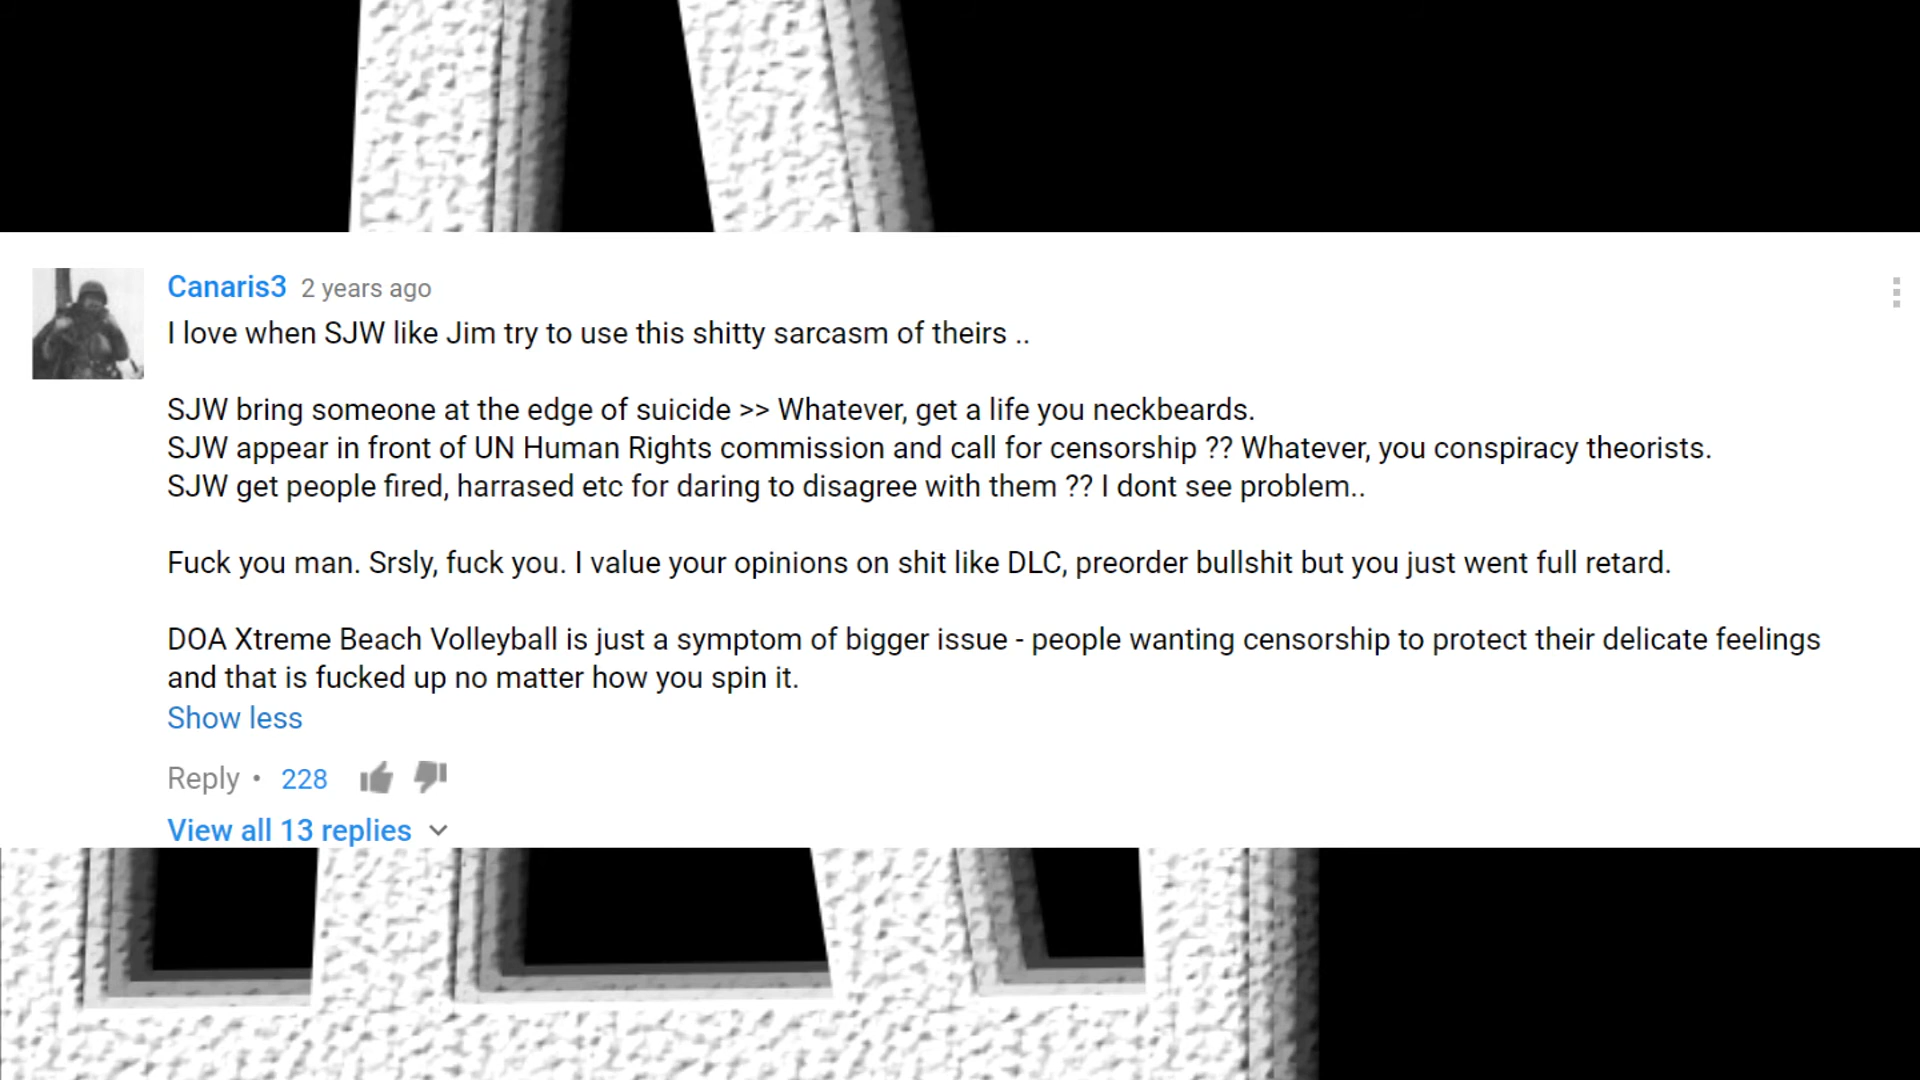 Canaris3 2 years ago
I love when SJW like Jim try to use this shitty sarcasm of theirs ..
SJW bring someone at the edge of suicide >> Whatever, get a life you neckbeards.
SJW appear in front of UN Human Rights commission and call for censorship ?? Whatever, you conspiracy theorists.
SJW get people fired, harrased etc for daring to disagree with them ?? I dont see problem..
Fuck you man. Srsly, fuck you. I value your opinions on shit like DLC, preorder bullshit but you just went full retard.
DOA Xtreme Beach Volleyball is just a symptom of bigger issue - people wanting censorship to protect their delicate feelings
and that is fucked up no matter how you spin it.
Show less
Reply • 228
View all 13 replies